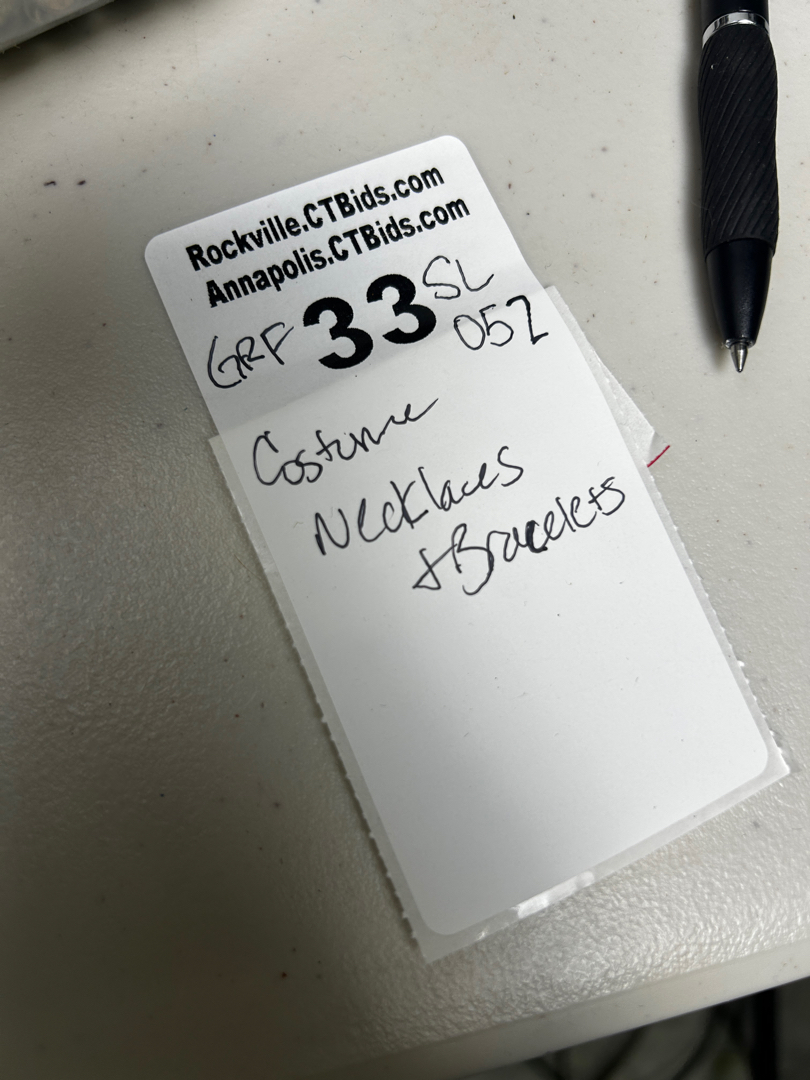 Rockville.CTBids.com
Annapolis.CTBids.com
GRF 33 SL
052
Costume
Necklaces
+ Bracelets